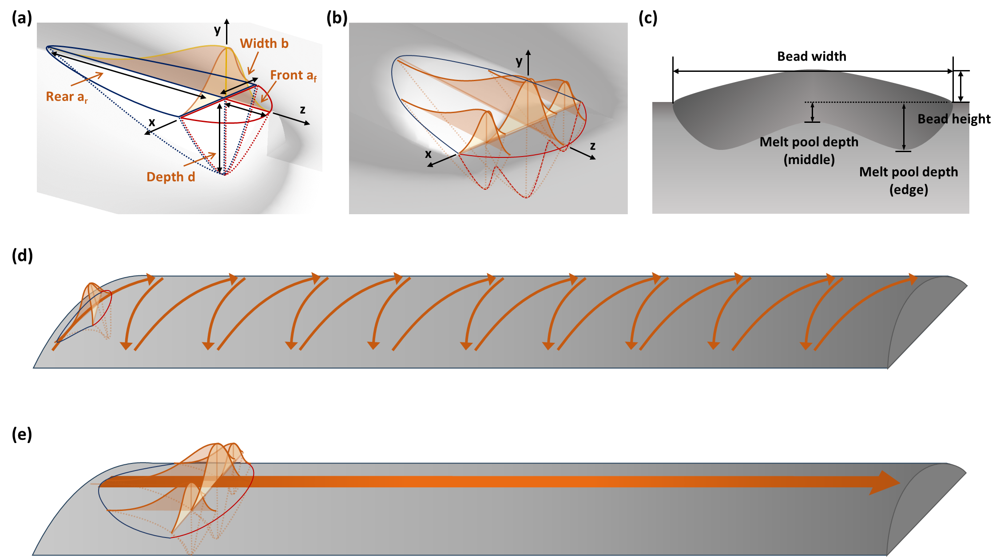 (a)
y
Width b
Front af
Rear ar
z
x
Depth d
(b)
y
z
x
(c)
Bead width
Bead height
Melt pool depth
(middle)
Melt pool depth
(edge)
(d)
(e)